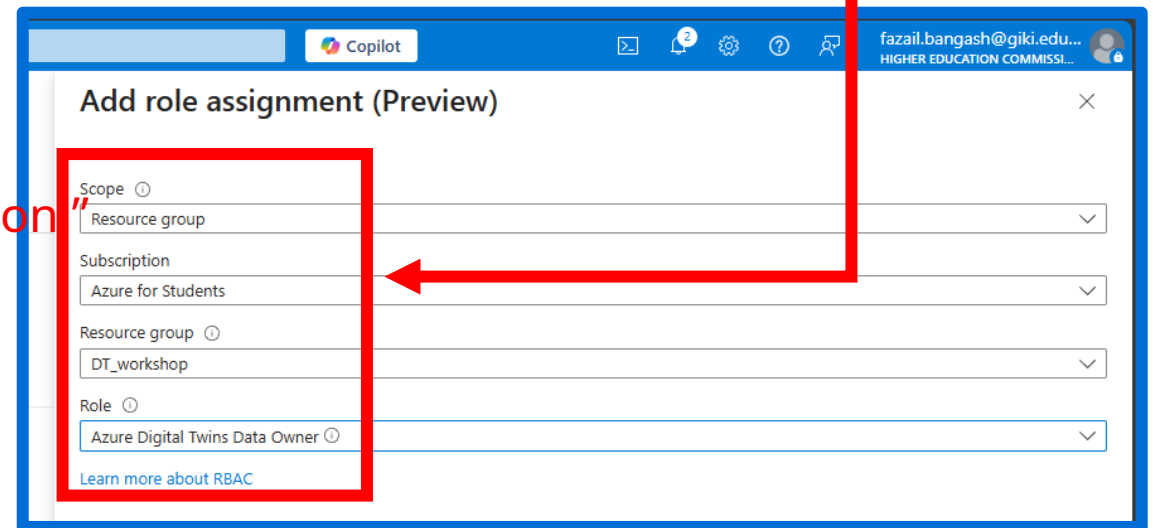 Copilot
2
fazail.bangash@giki.edu...
HIGHER EDUCATION COMMISSI...
Add role assignment (Preview)
Scope
on ”
Resource group
Subscription
Azure for Students
Resource group
DT_workshop
Role
Azure Digital Twins Data Owner
Learn more about RBAC